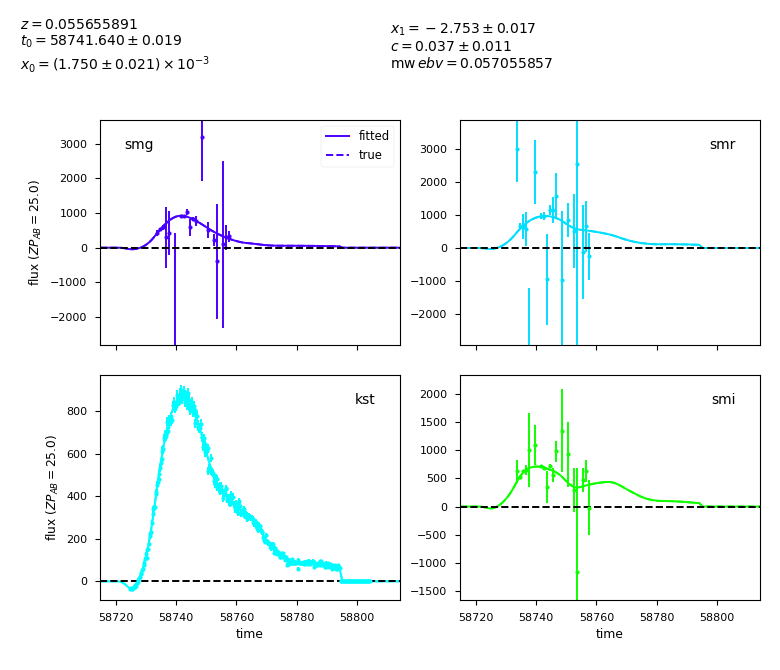 z = 0.055655891
t₀ = 58741.640 ± 0.019
x₀ = (1.750 ± 0.021) × 10⁻³
x₁ = −2.753 ± 0.017
c = 0.037 ± 0.011
mw ebv = 0.057055857
smg
fitted
true
3000
2000
1000
0
−1000
−2000
flux (ZP_AB = 25.0)
smr
3000
2000
1000
0
−1000
−2000
kst
800
600
400
200
0
flux (ZP_AB = 25.0)
58720 58740 58760 58780 58800
time
smi
2000
1500
1000
500
0
−500
−1000
−1500
58720 58740 58760 58780 58800
time